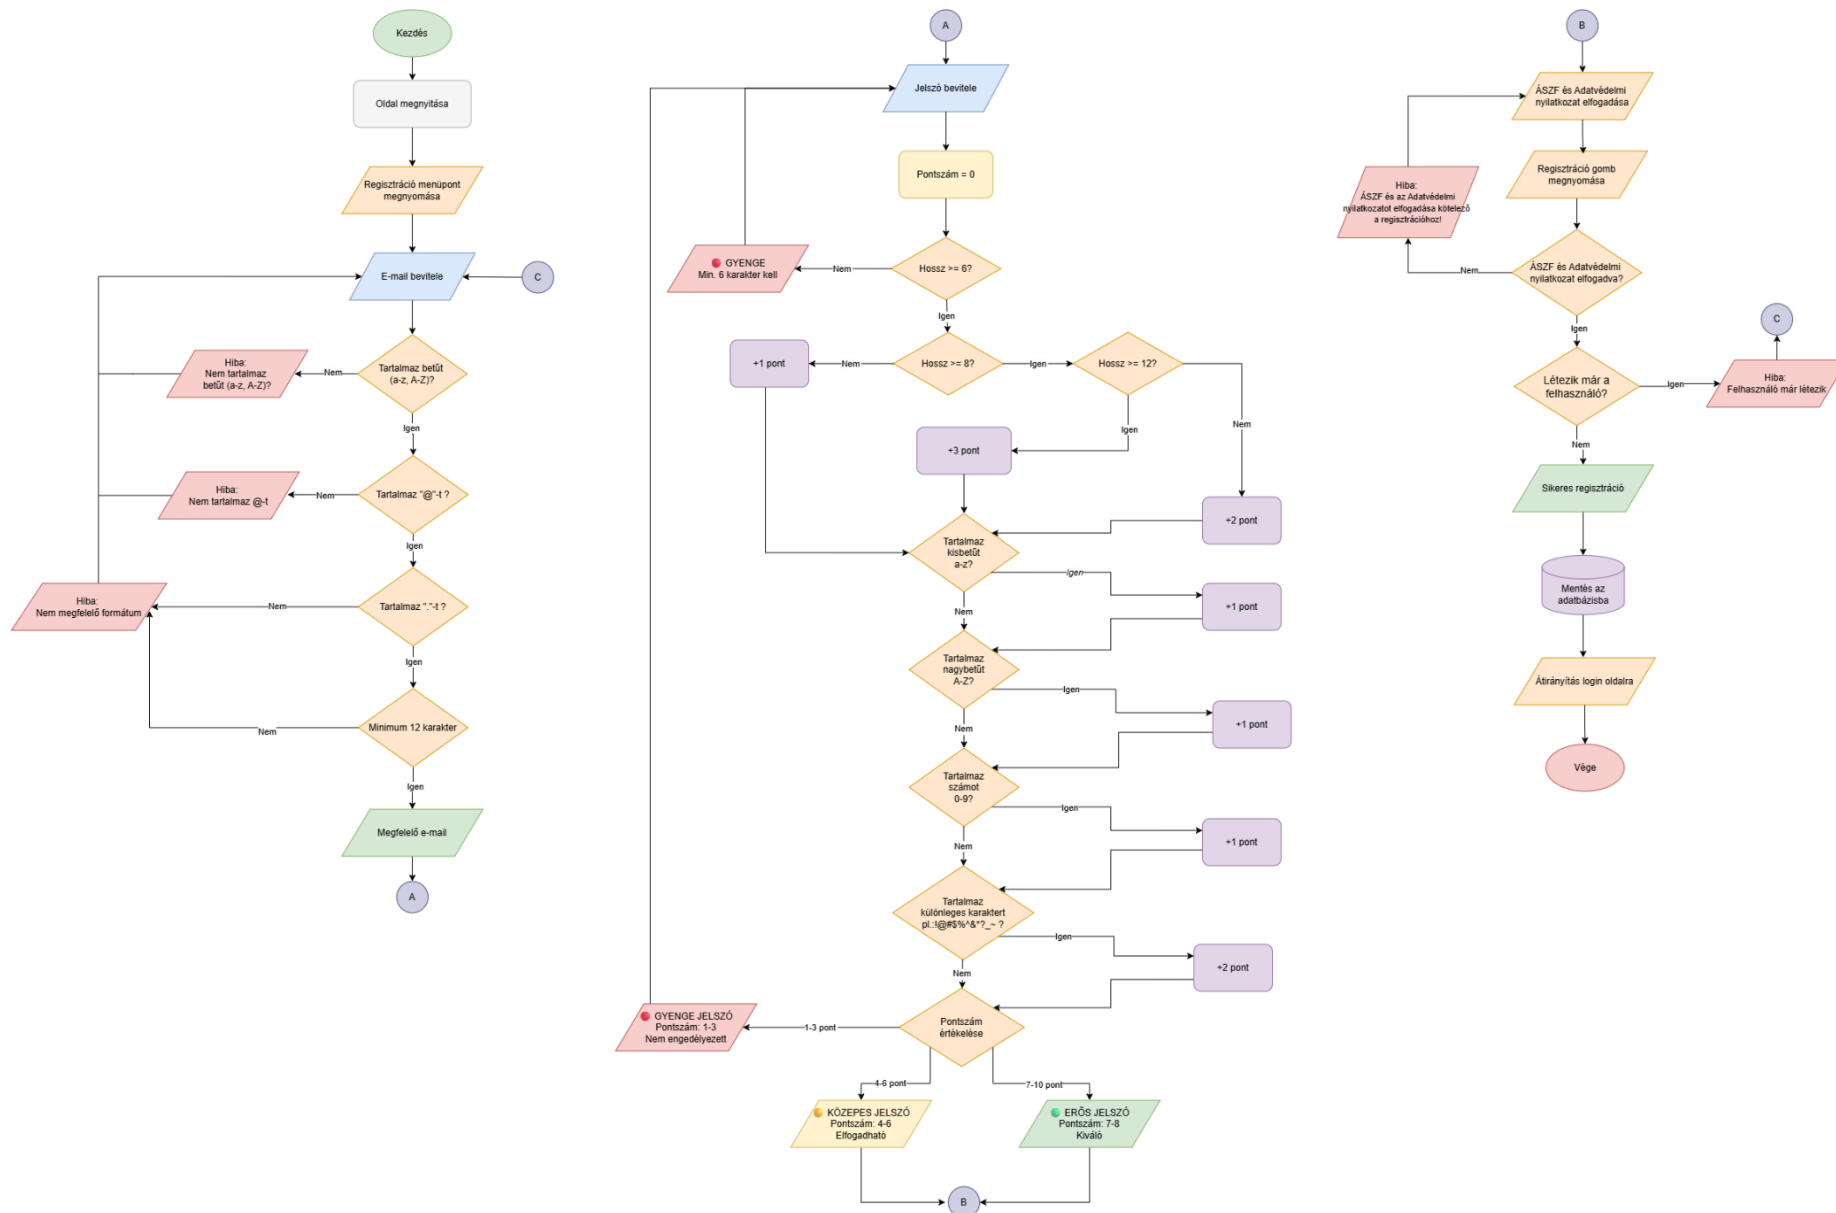 Kezdés
Oldal megnyitása
Regisztráció menüpont
megnyomása
E-mail bevitele
C
Tartalmaz betűt
(a-z, A-Z)?
Nem
Hiba:
Nem tartalmaz
betűt (a-z, A-Z)?
Igen
Tartalmaz "@"-t ?
Nem
Hiba:
Nem tartalmaz @-t
Igen
Tartalmaz "."-t ?
Nem
Hiba:
Nem megfelelő formátum
Igen
Minimum 12 karakter
Nem
Igen
Megfelelő e-mail
A
A
Jelszó bevitele
Pontszám = 0
Hossz >= 6?
Nem
GYENGE
Min. 6 karakter kell
Igen
Hossz >= 8?
Nem
+1 pont
Igen
Hossz >= 12?
Igen
+3 pont
Nem
+2 pont
Tartalmaz
kisbetűt
a-z?
igen
+1 pont
Nem
Tartalmaz
nagybetűt
A-Z?
Igen
+1 pont
Nem
Tartalmaz
számot
0-9?
Igen
+1 pont
Nem
Tartalmaz
különleges karaktert
pl.:!@#$%^&*?_~ ?
Igen
+2 pont
Nem
Pontszám
értékelése
1-3 pont
GYENGE JELSZÓ
Pontszám: 1-3
Nem engedélyezett
4-6 pont
KÖZEPES JELSZÓ
Pontszám: 4-6
Elfogadható
7-10 pont
ERŐS JELSZÓ
Pontszám: 7-8
Kiváló
B
B
ÁSZF és Adatvédelmi
nyilatkozat elfogadása
Regisztráció gomb
megnyomása
ÁSZF és Adatvédelmi
nyilatkozat elfogadva?
Nem
Hiba:
ÁSZF és az Adatvédelmi
nyilatkozatot elfogadása kötelező
a regisztrációhoz!
Igen
Létezik már a
felhasználó?
Igen
Hiba:
Felhasználó már létezik
C
Nem
Sikeres regisztráció
Mentés az
adatbázisba
Átirányítás login oldalra
Vége